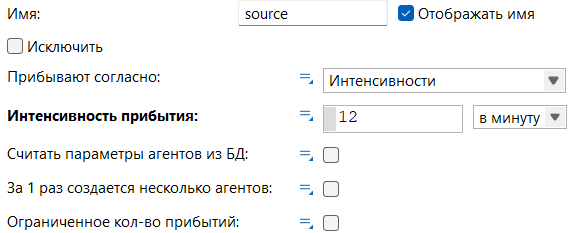 Имя: source Отображать имя
Исключить
Прибывают согласно: Интенсивности
Интенсивность прибытия: 12 в минуту
Считать параметры агентов из БД:
За 1 раз создается несколько агентов:
Ограниченное кол-во прибытий: